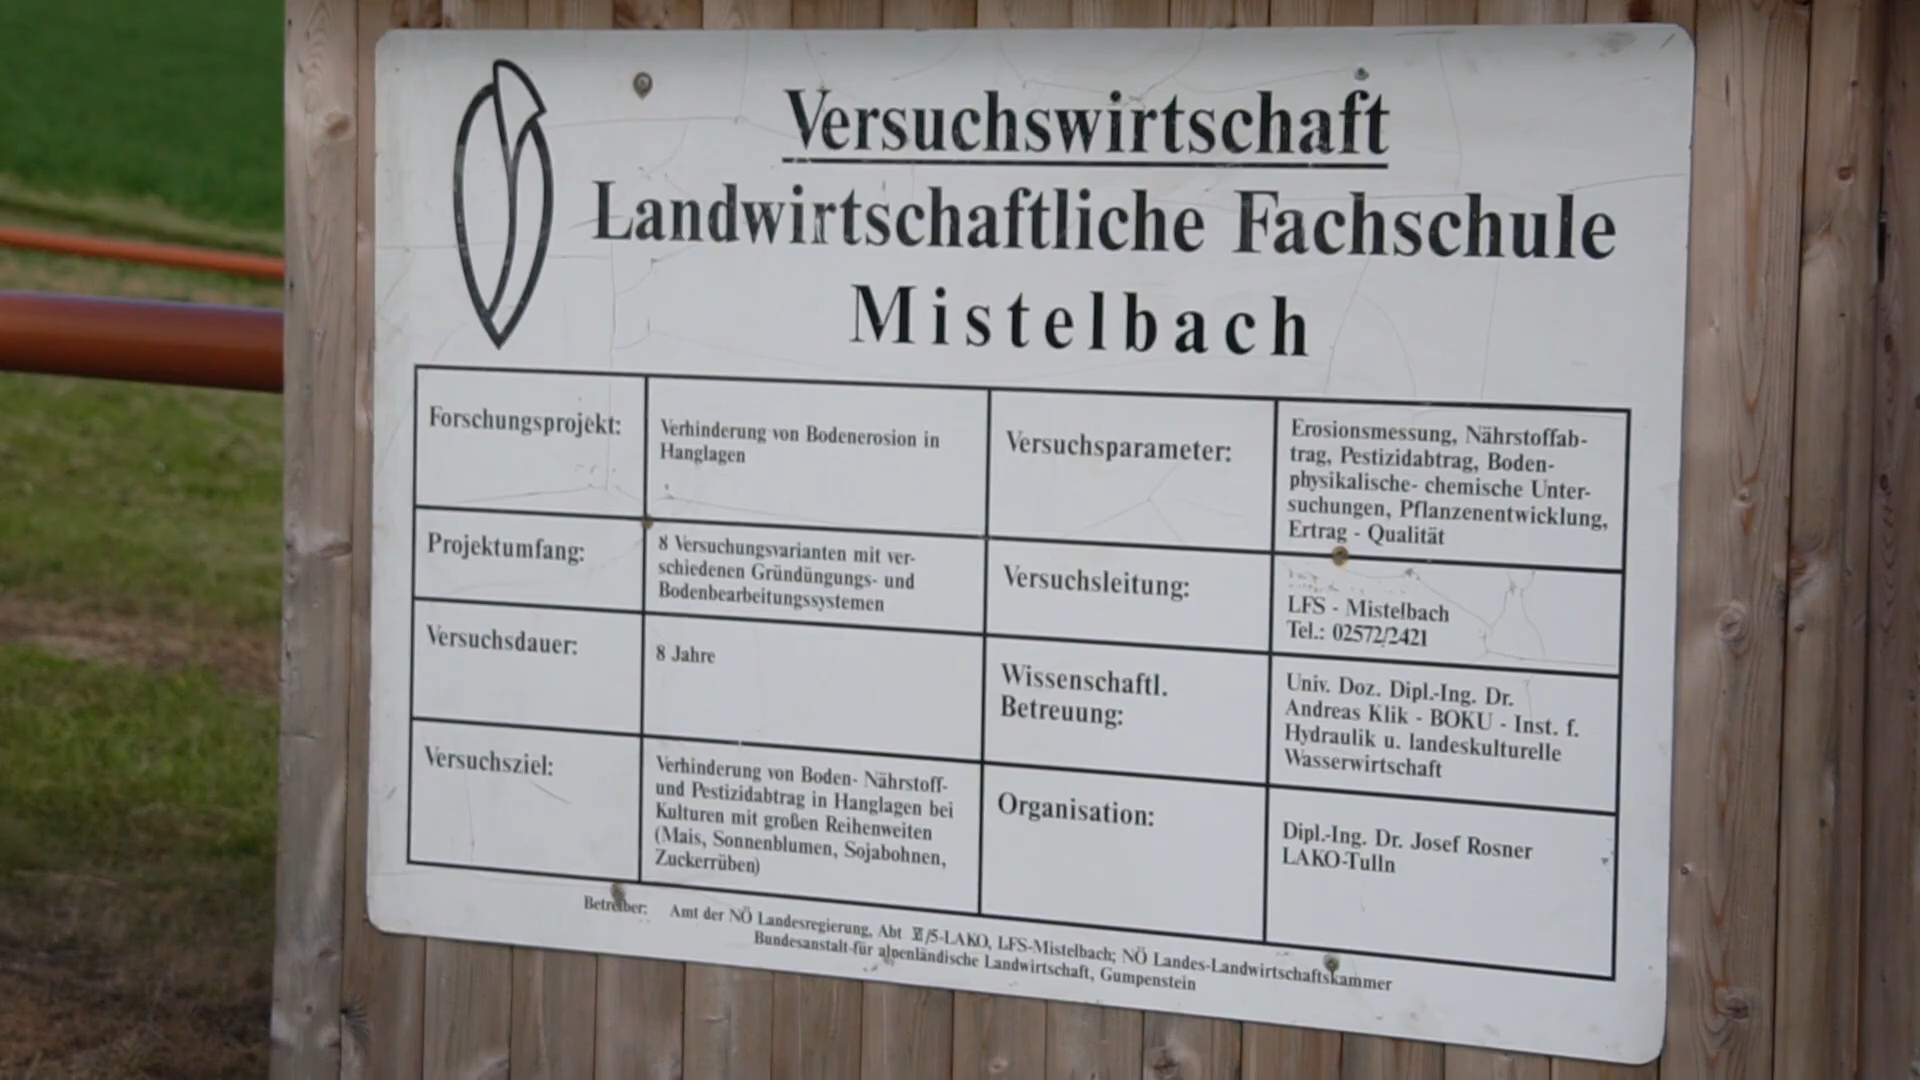 Versuchswirtschaft
Landwirtschaftliche Fachschule
Mistelbach
Forschungsprojekt:
Verhinderung von Bodenerosion in
Hanglagen
Versuchsparameter:
Erosionsmessung, Nährstoffab-
trag, Pestizidabtrag, Boden-
physikalische- chemische Unter-
suchungen, Pflanzenentwicklung,
Ertrag - Qualität
Projektumfang:
8 Versuchungsvarianten mit ver-
schiedenen Gründüngungs- und
Bodenbearbeitungssystemen
Versuchsleitung:
LFS - Mistelbach
Tel.: 02572/2421
Versuchsdauer:
8 Jahre
Wissenschaftl.
Betreuung:
Univ. Doz. Dipl.-Ing. Dr.
Andreas Klik - BOKU - Inst. f.
Hydraulik u. landeskulturelle
Wasserwirtschaft
Versuchsziel:
Verhinderung von Boden- Nährstoff-
und Pestizidabtrag in Hanglagen bei
Kulturen mit großen Reihenweiten
(Mais, Sonnenblumen, Sojabohnen,
Zuckerrüben)
Organisation:
Dipl.-Ing. Dr. Josef Rosner
LAKO-Tulln
Betreiber: Amt der NÖ Landesregierung, Abt VI/5-LAKO, LFS-Mistelbach; NÖ Landes-Landwirtschaftskammer
Bundesanstalt für alpenländische Landwirtschaft, Gumpenstein